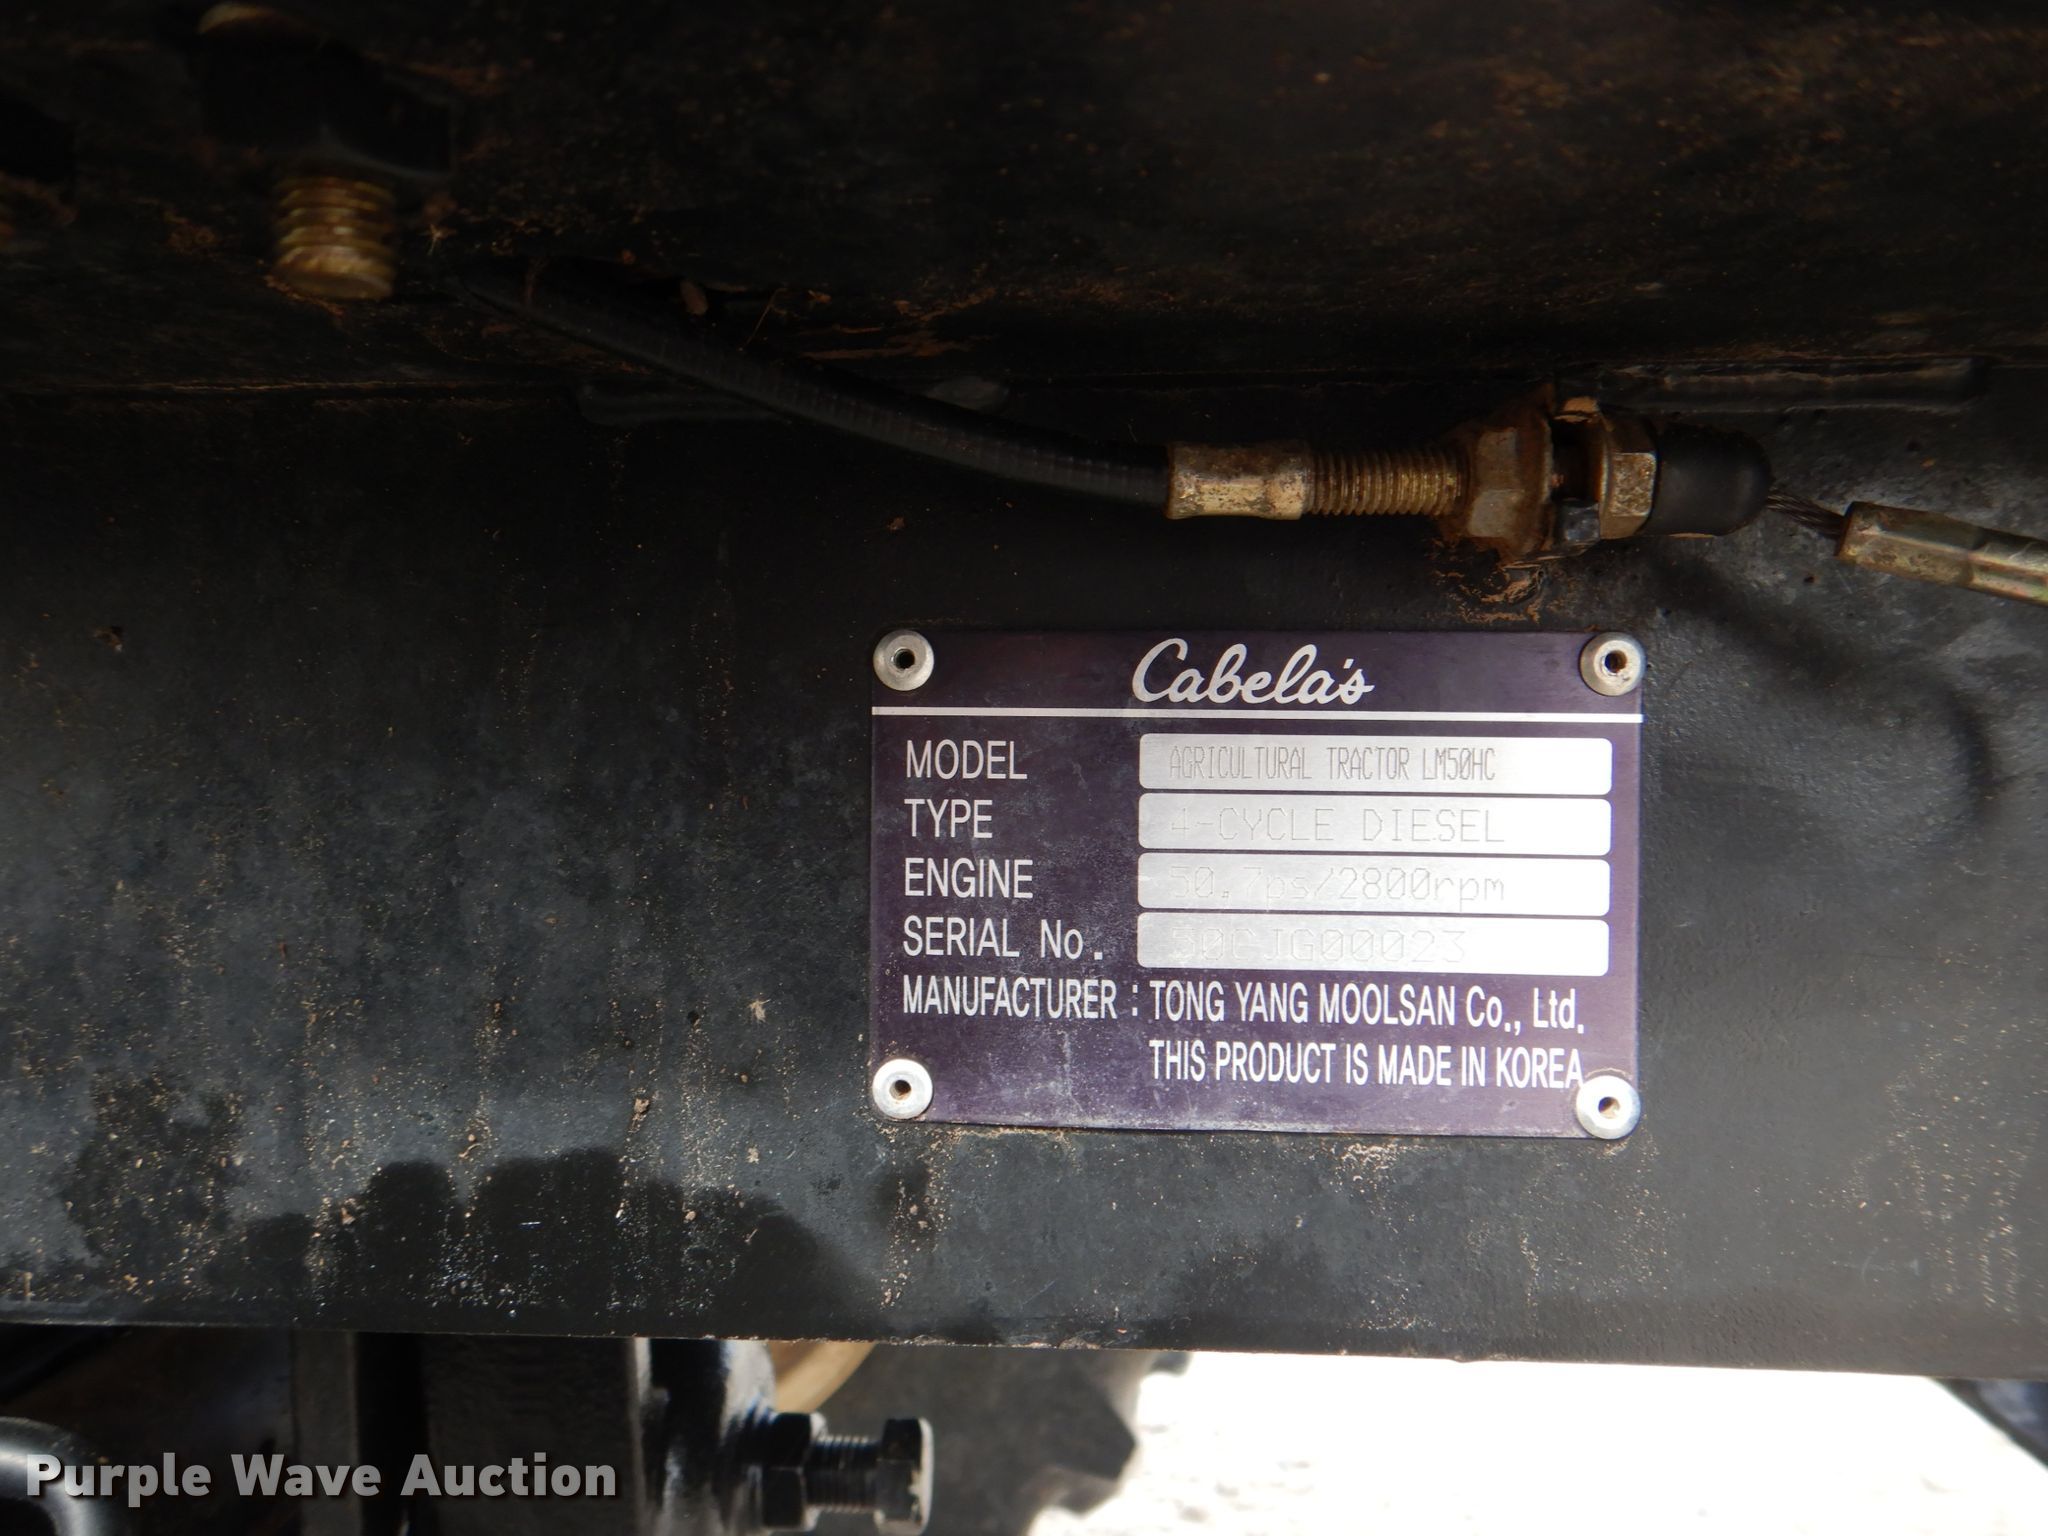 Cabela's
MODEL AGRICULTURAL TRACTOR LM50HC
TYPE 4-CYCLE DIESEL
ENGINE 50.7ps/2800rpm
SERIAL No. 50CJG00023
MANUFACTURER : TONG YANG MOOLSAN Co., Ltd.
THIS PRODUCT IS MADE IN KOREA
Purple Wave Auction